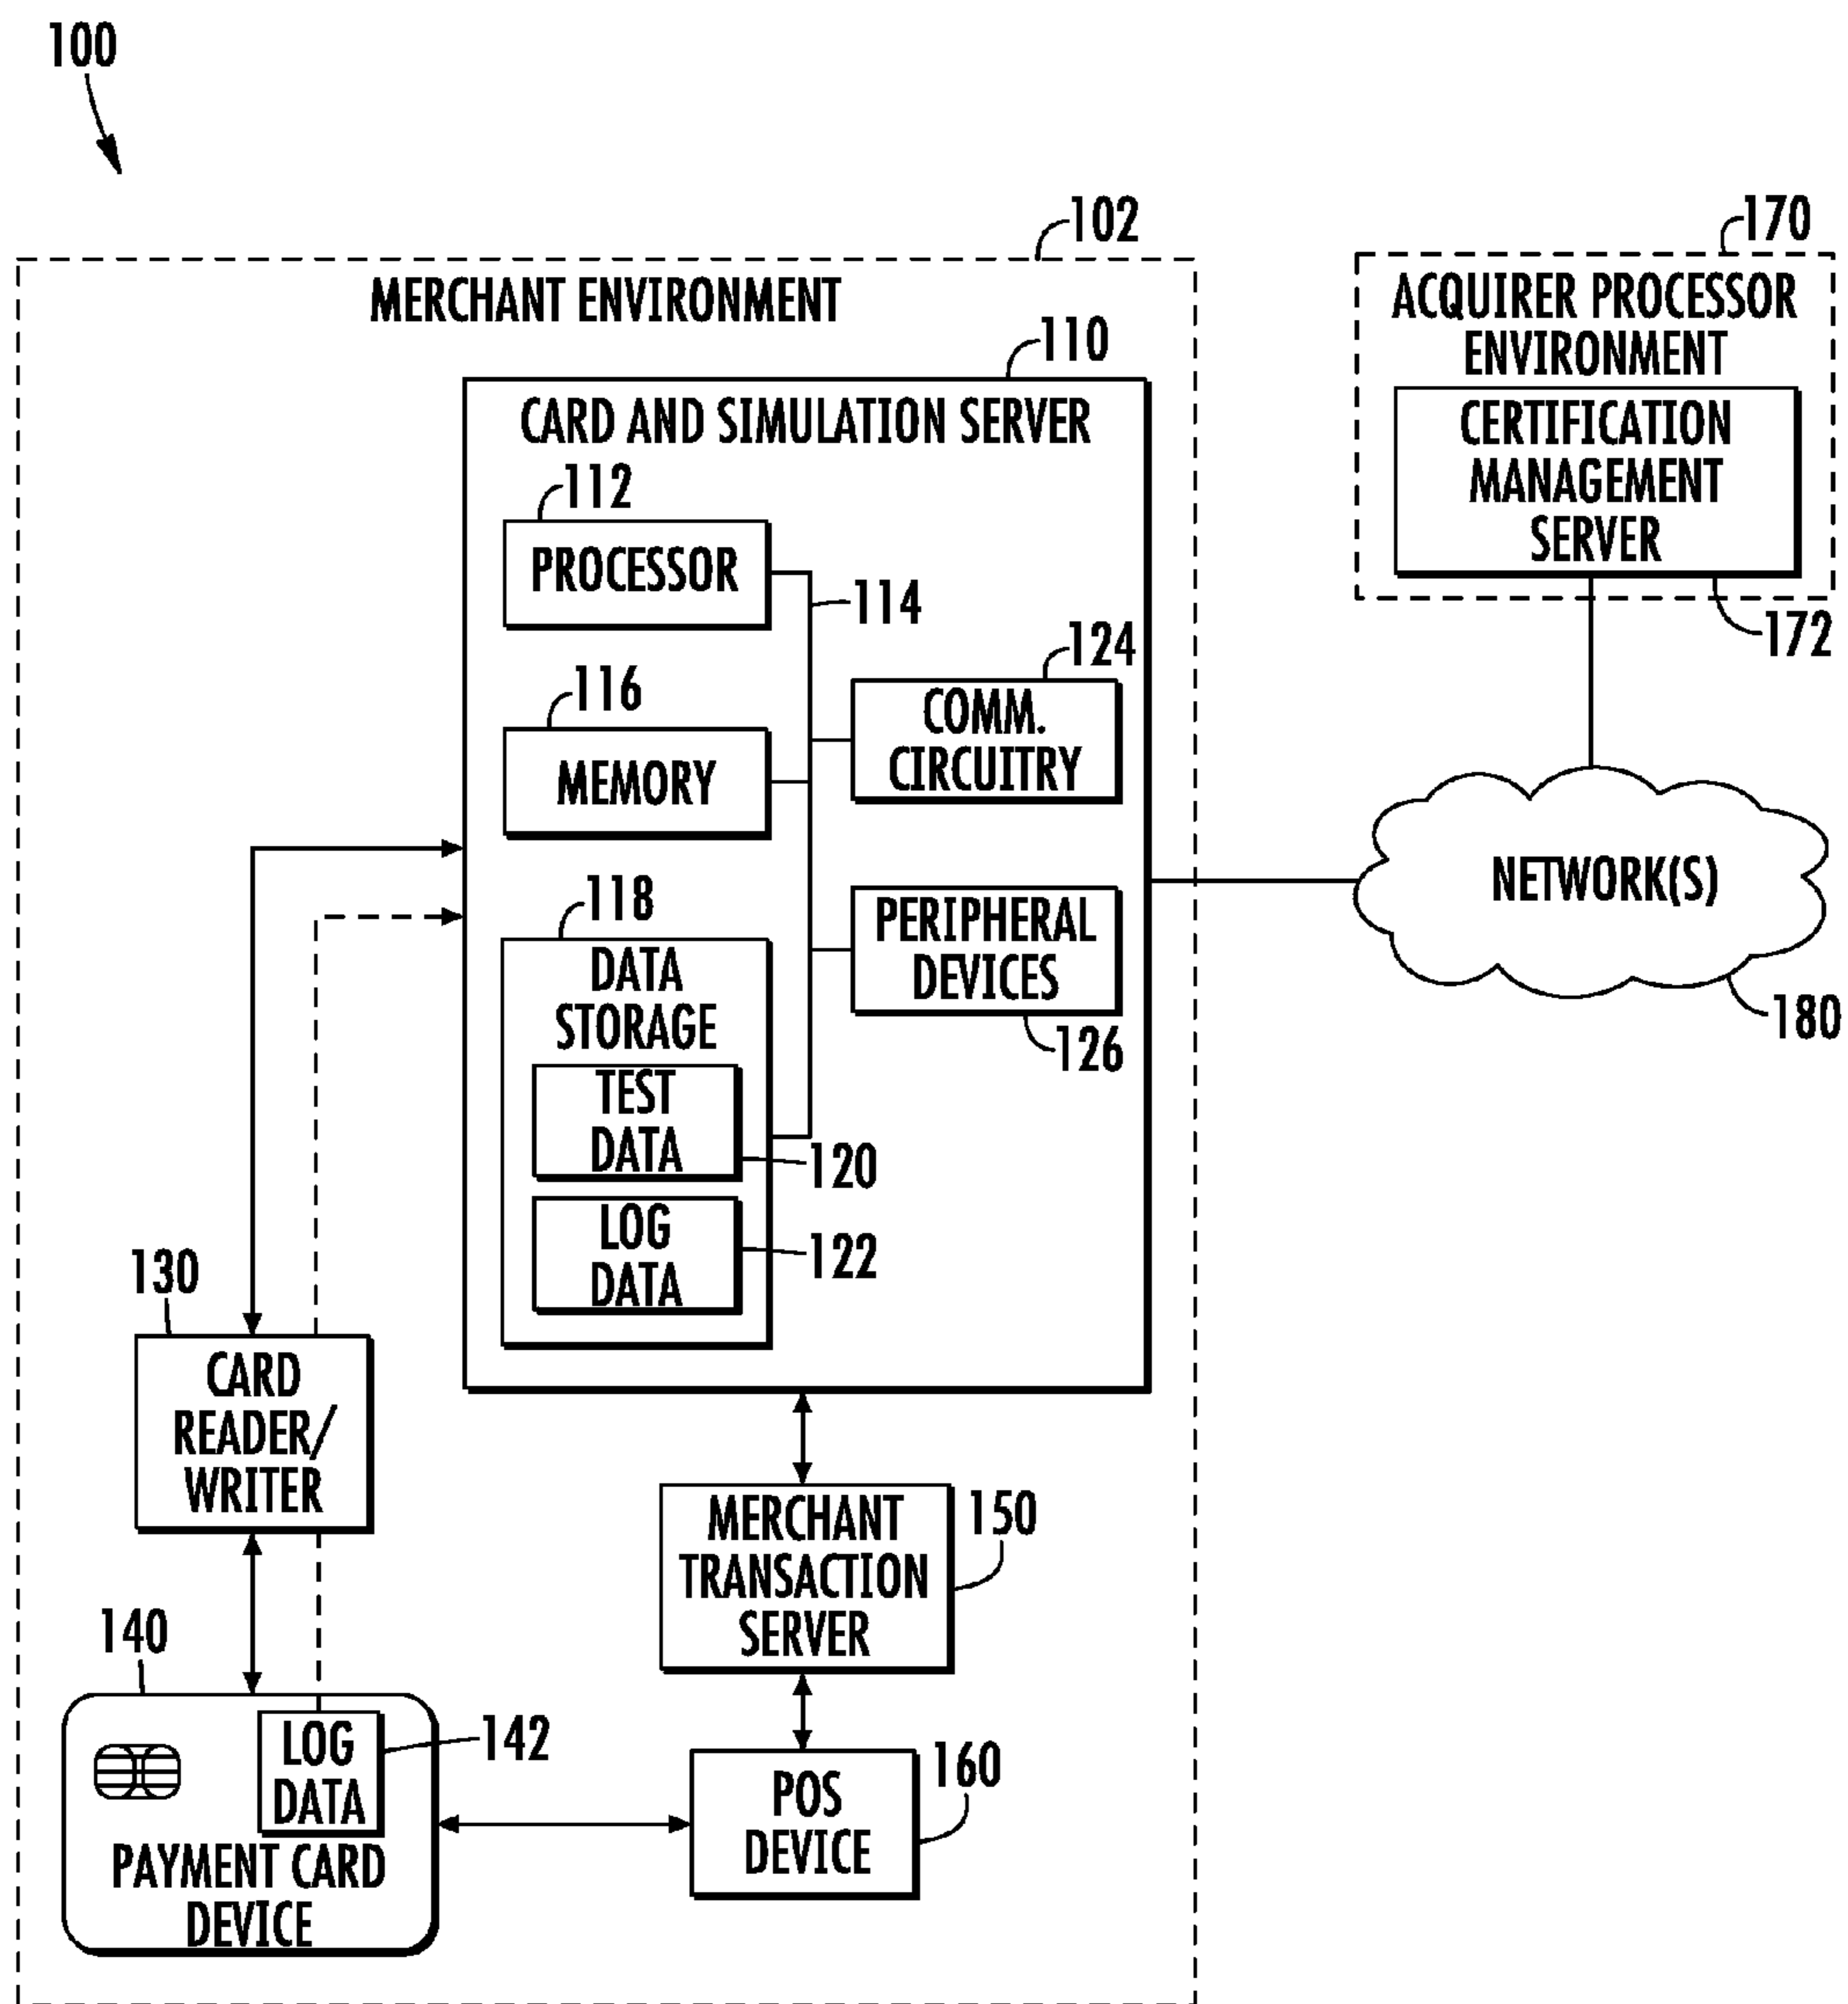 100
102
170
MERCHANT ENVIRONMENT
ACQUIRER PROCESSOR
ENVIRONMENT
110
CARD AND SIMULATION SERVER
CERTIFICATION
MANAGEMENT
SERVER
172
112
PROCESSOR
114
124
COMM.
CIRCUITRY
116
MEMORY
NETWORK(S)
180
118
DATA
STORAGE
PERIPHERAL
DEVICES
126
TEST
DATA
120
LOG
DATA
122
130
CARD
READER/
WRITER
MERCHANT
TRANSACTION
SERVER
150
140
LOG
DATA
142
PAYMENT CARD
DEVICE
POS
DEVICE
160